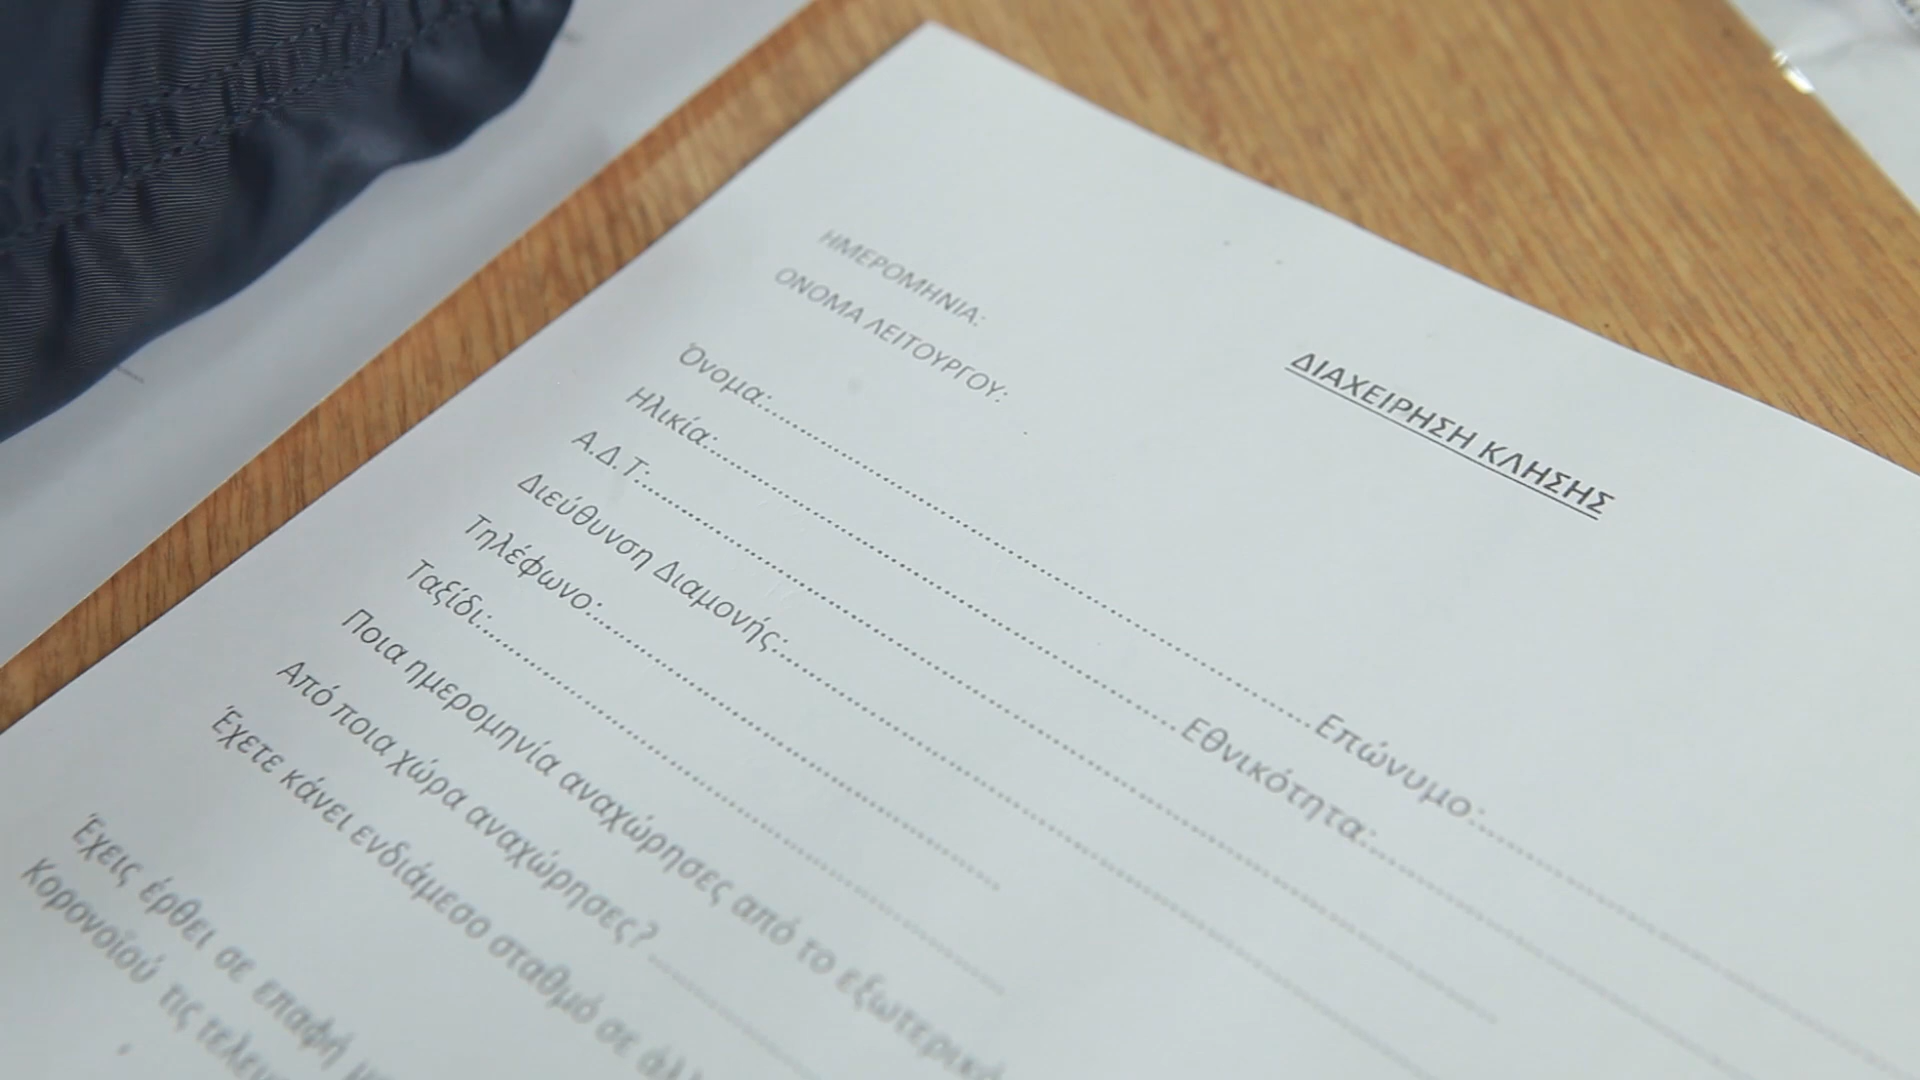 ΗΜΕΡΟΜΗΝΙΑ:
ΟΝΟΜΑ ΛΕΙΤΟΥΡΓΟΥ:
ΔΙΑΧΕΙΡΗΣΗ ΚΛΗΣΗΣ
Όνομα:.......... Επώνυμο:..........
Ηλικία:.......... Εθνικότητα:..........
Α.Δ.Τ:..........
Διεύθυνση Διαμονής:..........
Τηλέφωνο:..........
Ταξίδι:..........
Ποια ημερομηνία αναχώρησες από το
Από ποια χώρα αναχώρησες?..........
Έχετε κάνει ενδιάμεσο σταθμό σε
Έχεις έρθει σε επαφή
Κορονοϊού τις